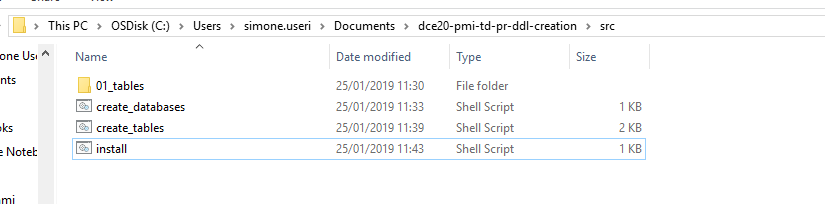 This PC > OSDisk (C:) > Users > simone.useri > Documents > dce20-pmi-td-pr-ddl-creation > src
Name Date modified Type Size
one Use
01_tables 25/01/2019 11:30 File folder
nts
create_databases 25/01/2019 11:33 Shell Script 1 KB
oks
create_tables 25/01/2019 11:39 Shell Script 2 KB
e Noteb
install 25/01/2019 11:43 Shell Script 1 KB
ami